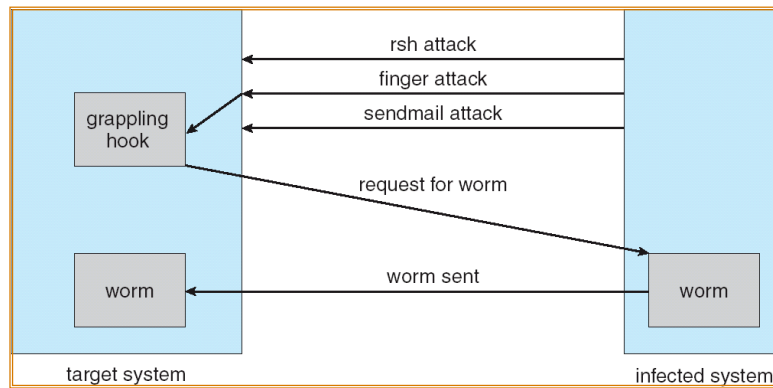 rsh attack
finger attack
sendmail attack
grappling
hook
request for worm
worm sent
worm
worm
target system
infected system